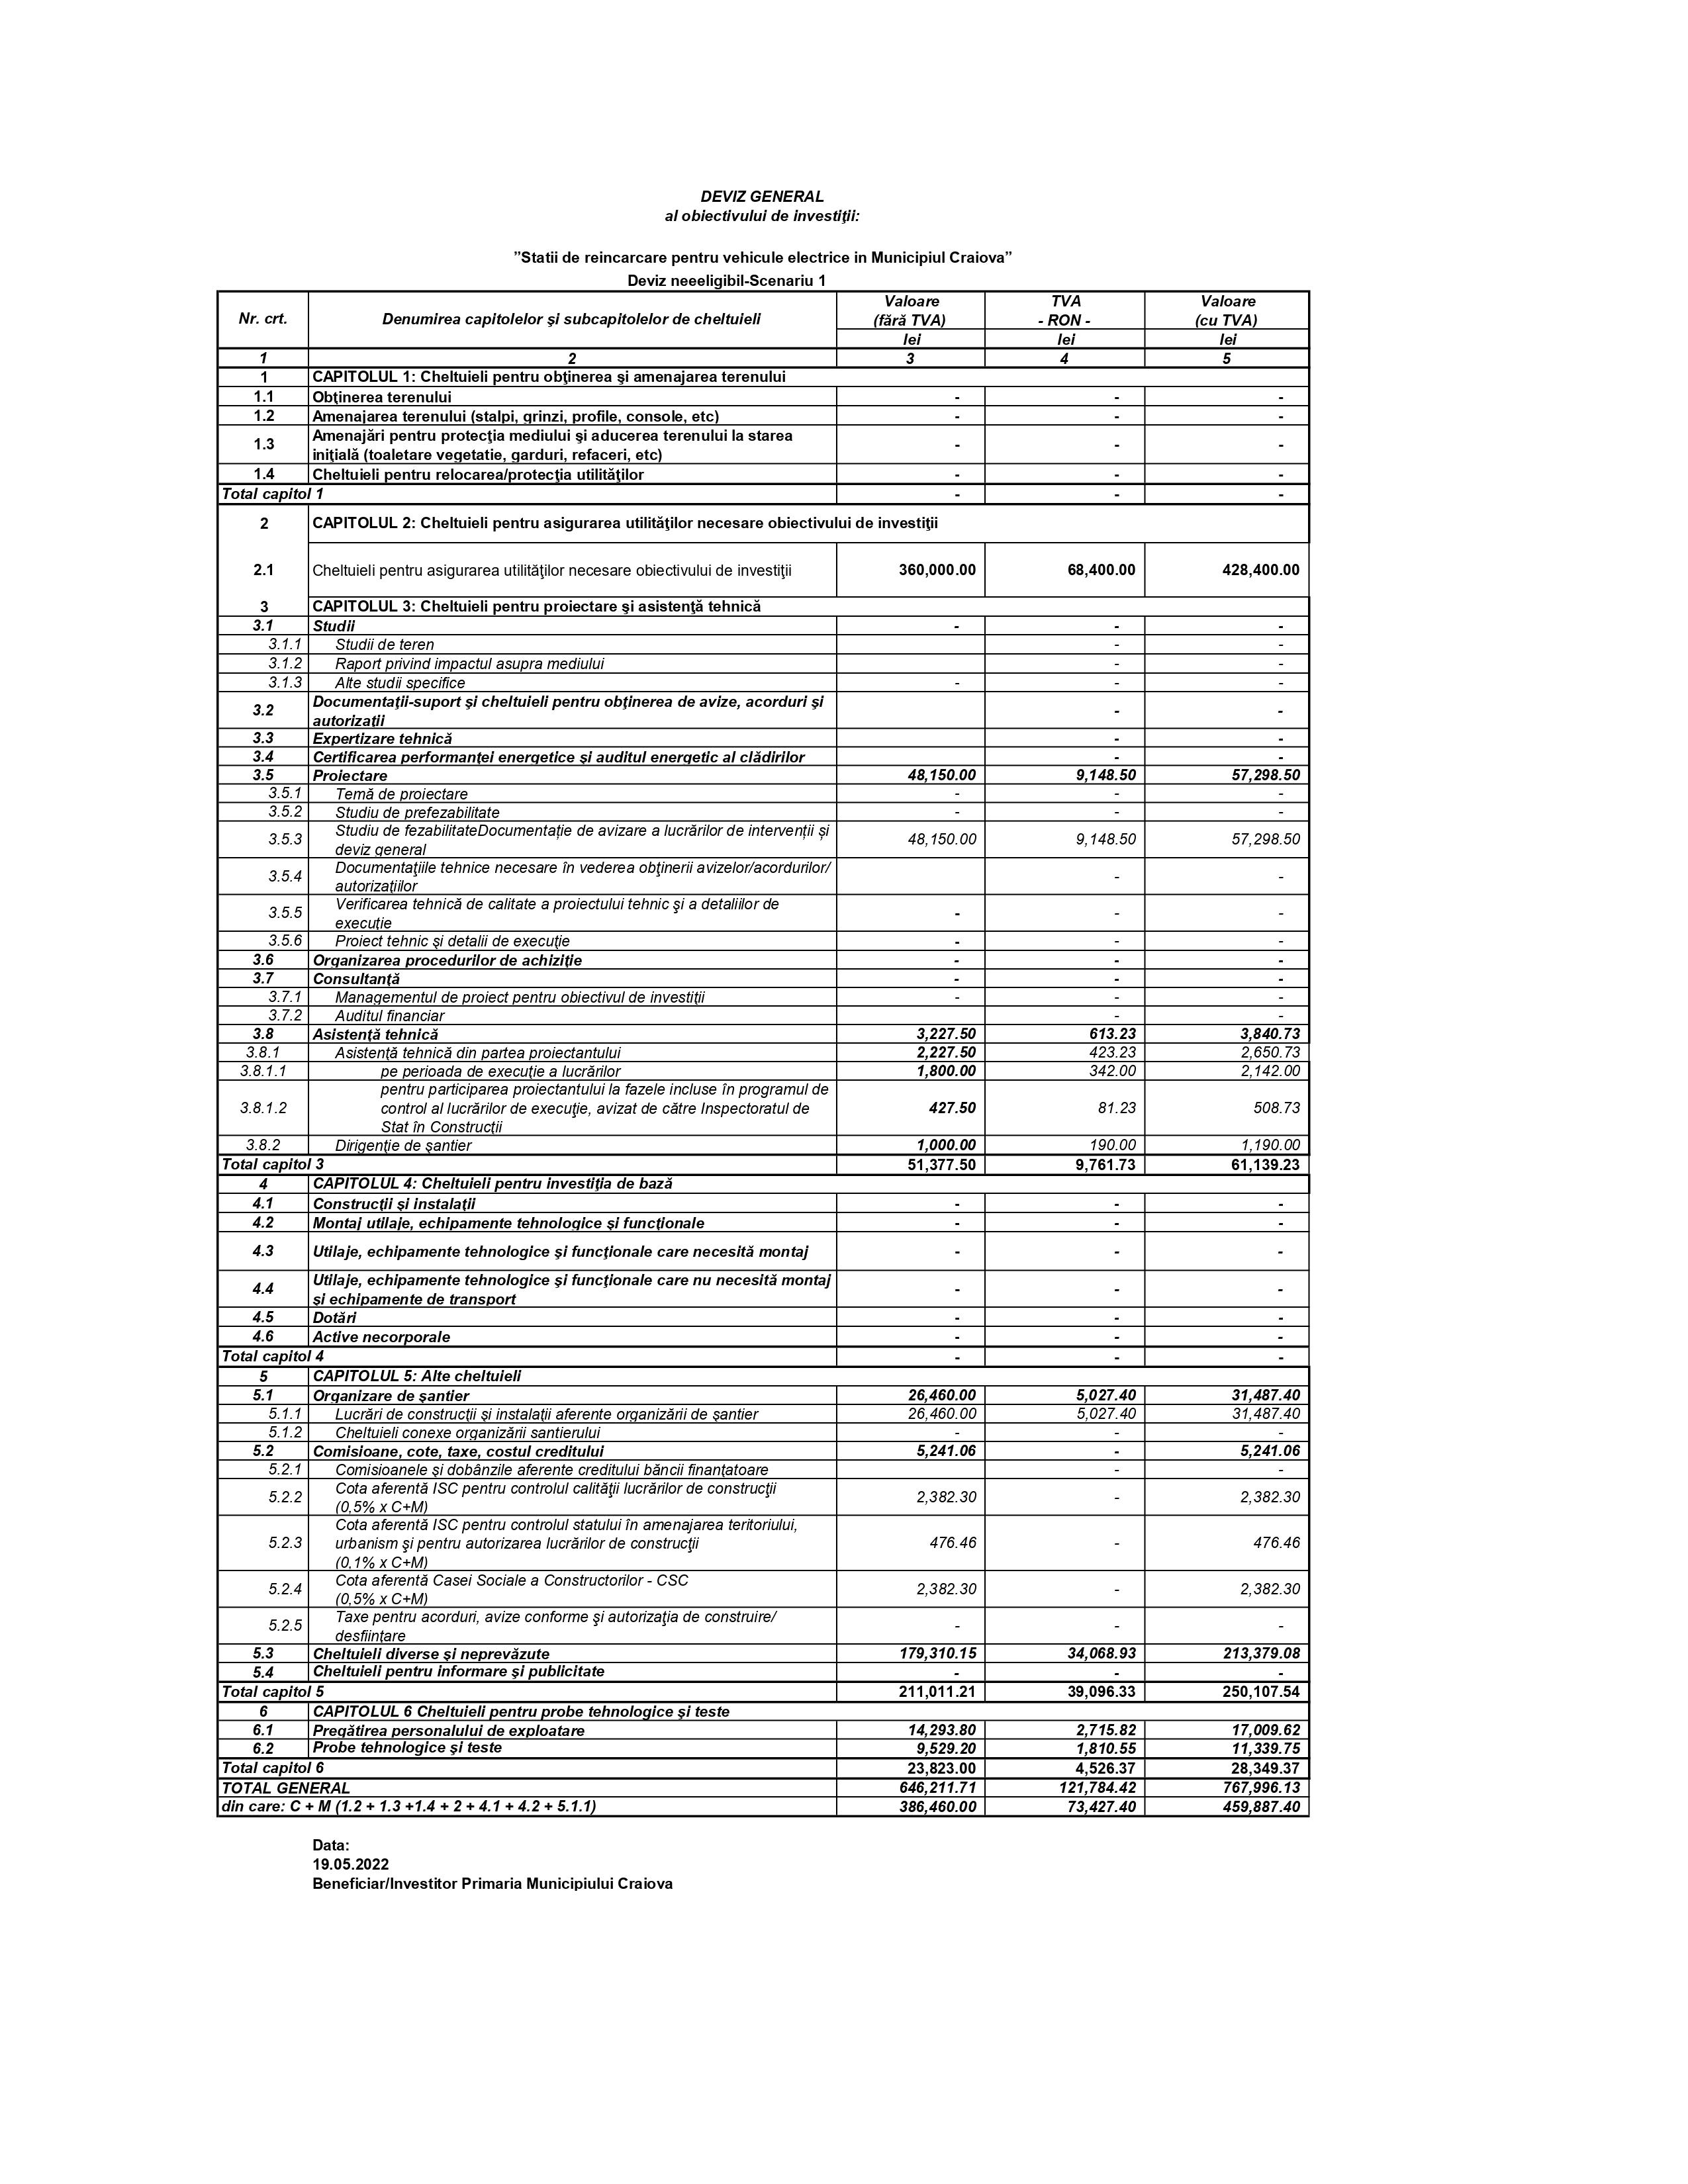 DEVIZ GENERAL
al obiectivului de investiţii:
”Statii de reincarcare pentru vehicule electrice in Municipiul Craiova”
Deviz neeeligibil-Scenariu 1
Nr. crt. Denumirea capitolelor şi subcapitolelor de cheltuieli Valoare (fără TVA) TVA - RON - Valoare (cu TVA)
lei lei lei
1 2 3 4 5
1 CAPITOLUL 1: Cheltuieli pentru obţinerea şi amenajarea terenului
1.1 Obţinerea terenului - - -
1.2 Amenajarea terenului (stalpi, grinzi, profile, console, etc) - - -
1.3 Amenajări pentru protecţia mediului şi aducerea terenului la starea
iniţială (toaletare vegetatie, garduri, refaceri, etc) - - -
1.4 Cheltuieli pentru relocarea/protecţia utilităţilor - - -
Total capitol 1 - - -
2 CAPITOLUL 2: Cheltuieli pentru asigurarea utilităţilor necesare obiectivului de investiţii
2.1 Cheltuieli pentru asigurarea utilităţilor necesare obiectivului de investiţii 360,000.00 68,400.00 428,400.00
3 CAPITOLUL 3: Cheltuieli pentru proiectare şi asistenţă tehnică
3.1 Studii - - -
3.1.1 Studii de teren - -
3.1.2 Raport privind impactul asupra mediului - -
3.1.3 Alte studii specifice - - -
3.2 Documentaţii-suport şi cheltuieli pentru obţinerea de avize, acorduri şi
autorizaţii - -
3.3 Expertizare tehnică - -
3.4 Certificarea performanţei energetice şi auditul energetic al clădirilor - -
3.5 Proiectare 48,150.00 9,148.50 57,298.50
3.5.1 Temă de proiectare - - -
3.5.2 Studiu de prefezabilitate - - -
3.5.3 Studiu de fezabilitateDocumentație de avizare a lucrărilor de intervenții și
deviz general 48,150.00 9,148.50 57,298.50
3.5.4 Documentaţiile tehnice necesare în vederea obţinerii avizelor/acordurilor/
autorizaţiilor - -
3.5.5 Verificarea tehnică de calitate a proiectului tehnic şi a detaliilor de
execuţie - - -
3.5.6 Proiect tehnic şi detalii de execuţie - - -
3.6 Organizarea procedurilor de achiziţie - - -
3.7 Consultanţă - - -
3.7.1 Managementul de proiect pentru obiectivul de investiţii - - -
3.7.2 Auditul financiar - -
3.8 Asistenţă tehnică 3,227.50 613.23 3,840.73
3.8.1 Asistenţă tehnică din partea proiectantului 2,227.50 423.23 2,650.73
3.8.1.1 pe perioada de execuţie a lucrărilor 1,800.00 342.00 2,142.00
pentru participarea proiectantului la fazele incluse în programul de
3.8.1.2 control al lucrărilor de execuţie, avizat de către Inspectoratul de 427.50 81.23 508.73
Stat în Construcţii
3.8.2 Dirigenţie de şantier 1,000.00 190.00 1,190.00
Total capitol 3 51,377.50 9,761.73 61,139.23
4 CAPITOLUL 4: Cheltuieli pentru investiţia de bază
4.1 Construcţii şi instalaţii - - -
4.2 Montaj utilaje, echipamente tehnologice şi funcţionale - - -
4.3 Utilaje, echipamente tehnologice şi funcţionale care necesită montaj - - -
4.4 Utilaje, echipamente tehnologice şi funcţionale care nu necesită montaj
şi echipamente de transport - - -
4.5 Dotări - - -
4.6 Active necorporale - - -
Total capitol 4 - - -
5 CAPITOLUL 5: Alte cheltuieli
5.1 Organizare de şantier 26,460.00 5,027.40 31,487.40
5.1.1 Lucrări de construcţii şi instalaţii aferente organizării de şantier 26,460.00 5,027.40 31,487.40
5.1.2 Cheltuieli conexe organizării santierului - - -
5.2 Comisioane, cote, taxe, costul creditului 5,241.06 - 5,241.06
5.2.1 Comisioanele şi dobânzile aferente creditului băncii finanţatoare - -
5.2.2 Cota aferentă ISC pentru controlul calităţii lucrărilor de construcţii
(0,5% x C+M) 2,382.30 - 2,382.30
Cota aferentă ISC pentru controlul statului în amenajarea teritoriului,
5.2.3 urbanism şi pentru autorizarea lucrărilor de construcţii 476.46 - 476.46
(0,1% x C+M)
5.2.4 Cota aferentă Casei Sociale a Constructorilor - CSC
(0,5% x C+M) 2,382.30 - 2,382.30
5.2.5 Taxe pentru acorduri, avize conforme şi autorizaţia de construire/
desfiinţare - - -
5.3 Cheltuieli diverse şi neprevăzute 179,310.15 34,068.93 213,379.08
5.4 Cheltuieli pentru informare şi publicitate - - -
Total capitol 5 211,011.21 39,096.33 250,107.54
6 CAPITOLUL 6 Cheltuieli pentru probe tehnologice şi teste
6.1 Pregătirea personalului de exploatare 14,293.80 2,715.82 17,009.62
6.2 Probe tehnologice şi teste 9,529.20 1,810.55 11,339.75
Total capitol 6 23,823.00 4,526.37 28,349.37
TOTAL GENERAL 646,211.71 121,784.42 767,996.13
din care: C + M (1.2 + 1.3 +1.4 + 2 + 4.1 + 4.2 + 5.1.1) 386,460.00 73,427.40 459,887.40
Data:
19.05.2022
Beneficiar/Investitor Primaria Municipiului Craiova